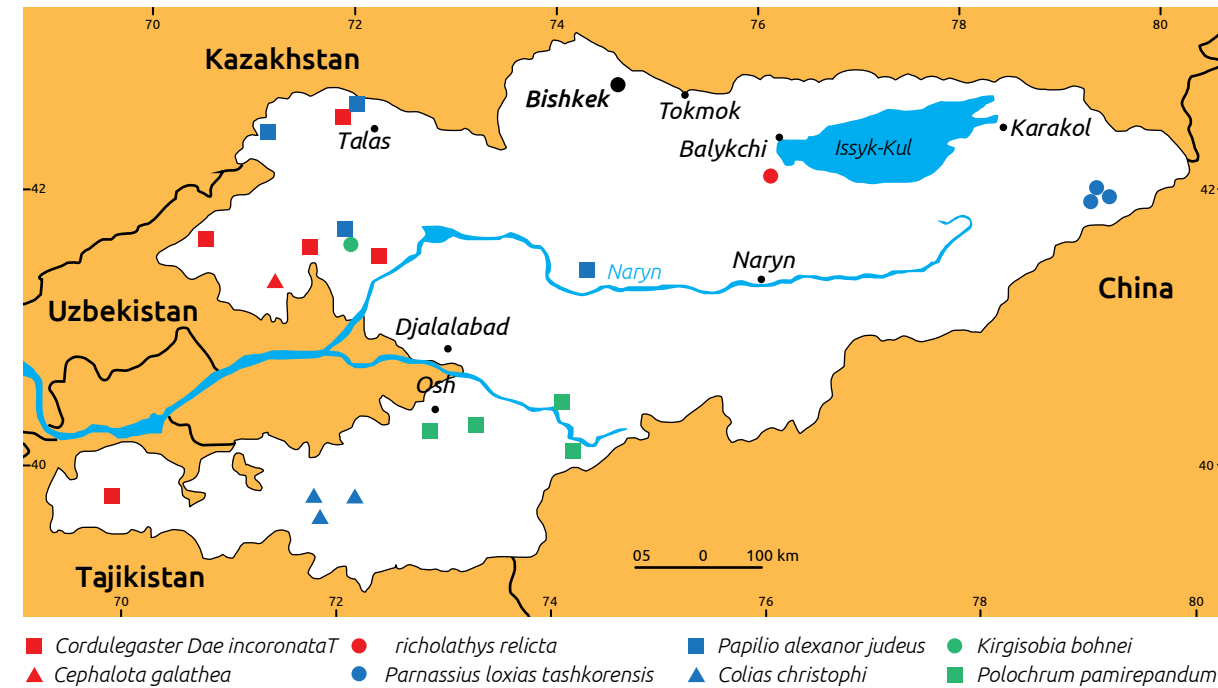 70 72 74 76 78 80
Kazakhstan
Bishkek
Tokmok
Talas
Balykchi
Issyk-Kul
Karakol
42 42
Naryn
Naryn
China
Uzbekistan
Djalalabad
Osh
40 40
05 0 100 km
Tajikistan
70 72 74 76 78 80
Cordulegaster Dae incoronataT richolathys relicta Papilio alexanor judeus Kirgisobia bohnei
Cephalota galathea Parnassius loxias tashkorensis Colias christophi Polochrum pamirepandum